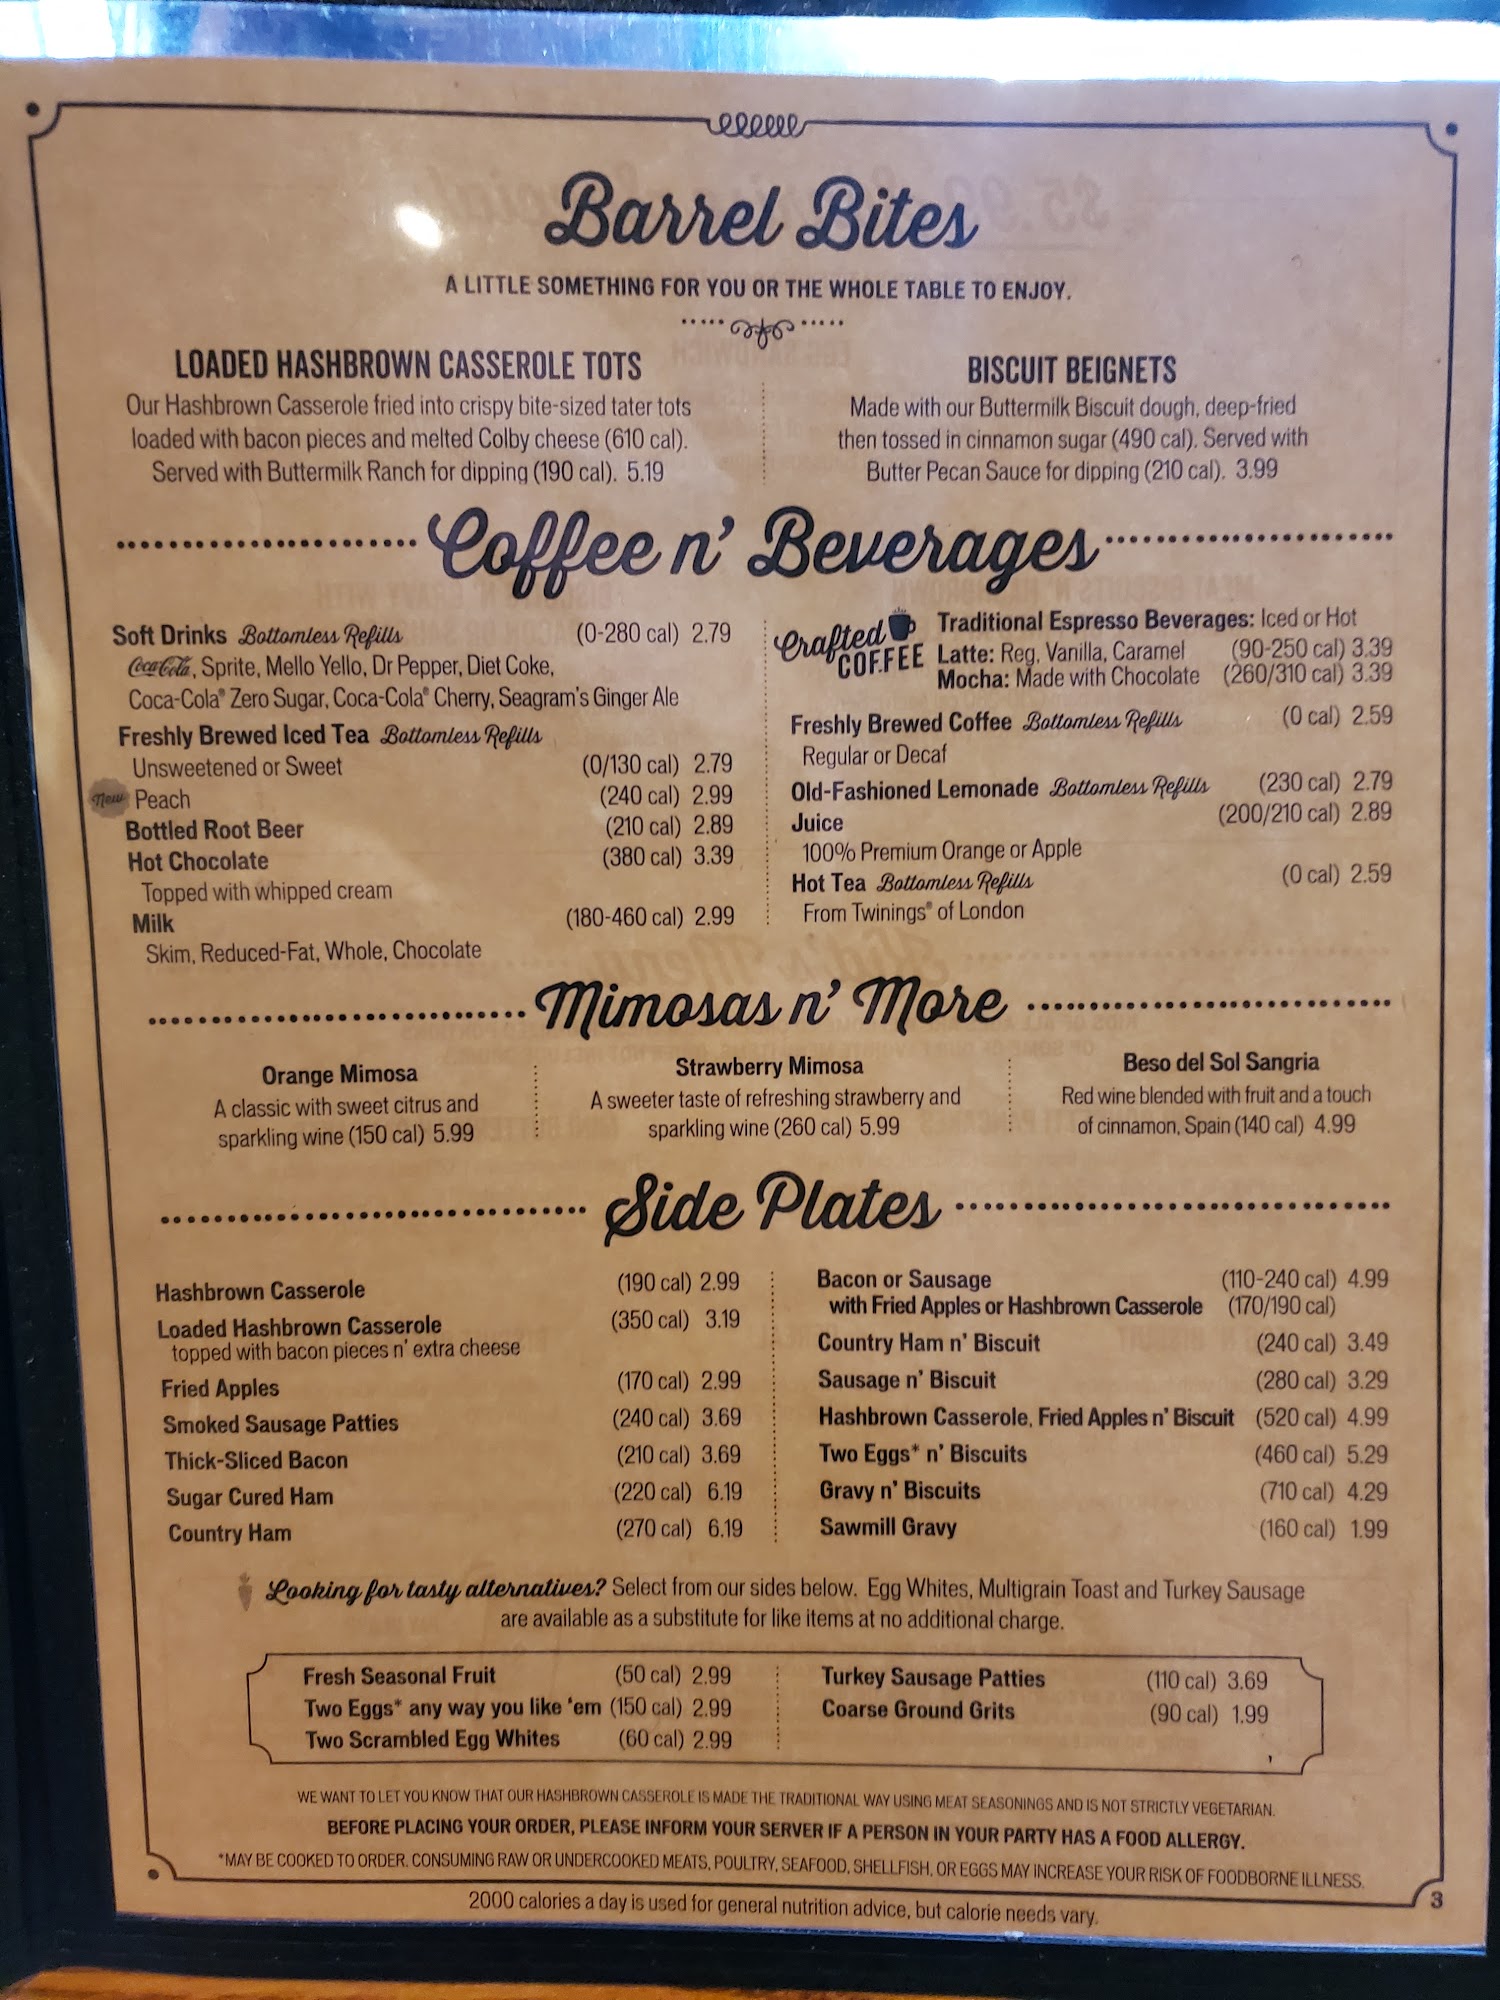 Barrel Bites
A LITTLE SOMETHING FOR YOU OR THE WHOLE TABLE TO ENJOY.
LOADED HASHBROWN CASSEROLE TOTS
Our Hashbrown Casserole fried into crispy bite-sized tater tots
loaded with bacon pieces and melted Colby cheese (610 cal).
Served with Buttermilk Ranch for dipping (190 cal). 5.19
BISCUIT BEIGNETS
Made with our Buttermilk Biscuit dough, deep-fried
then tossed in cinnamon sugar (490 cal). Served with
Butter Pecan Sauce for dipping (210 cal). 3.99
Coffee n' Beverages
Soft Drinks Bottomless Refills (0-280 cal) 2.79
Coca-Cola, Sprite, Mello Yello, Dr Pepper, Diet Coke,
Coca-Cola® Zero Sugar, Coca-Cola® Cherry, Seagram's Ginger Ale
Freshly Brewed Iced Tea Bottomless Refills
Unsweetened or Sweet (0/130 cal) 2.79
New Peach (240 cal) 2.99
Bottled Root Beer (210 cal) 2.89
Hot Chocolate (380 cal) 3.39
Topped with whipped cream
Milk (180-460 cal) 2.99
Skim, Reduced-Fat, Whole, Chocolate
Crafted COFFEE
Traditional Espresso Beverages: Iced or Hot
Latte: Reg, Vanilla, Caramel (90-250 cal) 3.39
Mocha: Made with Chocolate (260/310 cal) 3.39
Freshly Brewed Coffee Bottomless Refills (0 cal) 2.59
Regular or Decaf
Old-Fashioned Lemonade Bottomless Refills (230 cal) 2.79
Juice (200/210 cal) 2.89
100% Premium Orange or Apple
Hot Tea Bottomless Refills (0 cal) 2.59
From Twinings® of London
Mimosas n' More
Orange Mimosa
A classic with sweet citrus and
sparkling wine (150 cal) 5.99
Strawberry Mimosa
A sweeter taste of refreshing strawberry and
sparkling wine (260 cal) 5.99
Beso del Sol Sangria
Red wine blended with fruit and a touch
of cinnamon, Spain (140 cal) 4.99
Side Plates
Hashbrown Casserole (190 cal) 2.99
Loaded Hashbrown Casserole (350 cal) 3.19
topped with bacon pieces n' extra cheese
Fried Apples (170 cal) 2.99
Smoked Sausage Patties (240 cal) 3.69
Thick-Sliced Bacon (210 cal) 3.69
Sugar Cured Ham (220 cal) 6.19
Country Ham (270 cal) 6.19
Bacon or Sausage (110-240 cal) 4.99
with Fried Apples or Hashbrown Casserole (170/190 cal)
Country Ham n' Biscuit (240 cal) 3.49
Sausage n' Biscuit (280 cal) 3.29
Hashbrown Casserole, Fried Apples n' Biscuit (520 cal) 4.99
Two Eggs* n' Biscuits (460 cal) 5.29
Gravy n' Biscuits (710 cal) 4.29
Sawmill Gravy (160 cal) 1.99
Looking for tasty alternatives? Select from our sides below. Egg Whites, Multigrain Toast and Turkey Sausage
are available as a substitute for like items at no additional charge.
Fresh Seasonal Fruit (50 cal) 2.99
Two Eggs* any way you like 'em (150 cal) 2.99
Two Scrambled Egg Whites (60 cal) 2.99
Turkey Sausage Patties (110 cal) 3.69
Coarse Ground Grits (90 cal) 1.99
WE WANT TO LET YOU KNOW THAT OUR HASHBROWN CASSEROLE IS MADE THE TRADITIONAL WAY USING MEAT SEASONINGS AND IS NOT STRICTLY VEGETARIAN.
BEFORE PLACING YOUR ORDER, PLEASE INFORM YOUR SERVER IF A PERSON IN YOUR PARTY HAS A FOOD ALLERGY.
*MAY BE COOKED TO ORDER. CONSUMING RAW OR UNDERCOOKED MEATS, POULTRY, SEAFOOD, SHELLFISH, OR EGGS MAY INCREASE YOUR RISK OF FOODBORNE ILLNESS.
3
2000 calories a day is used for general nutrition advice, but calorie needs vary.